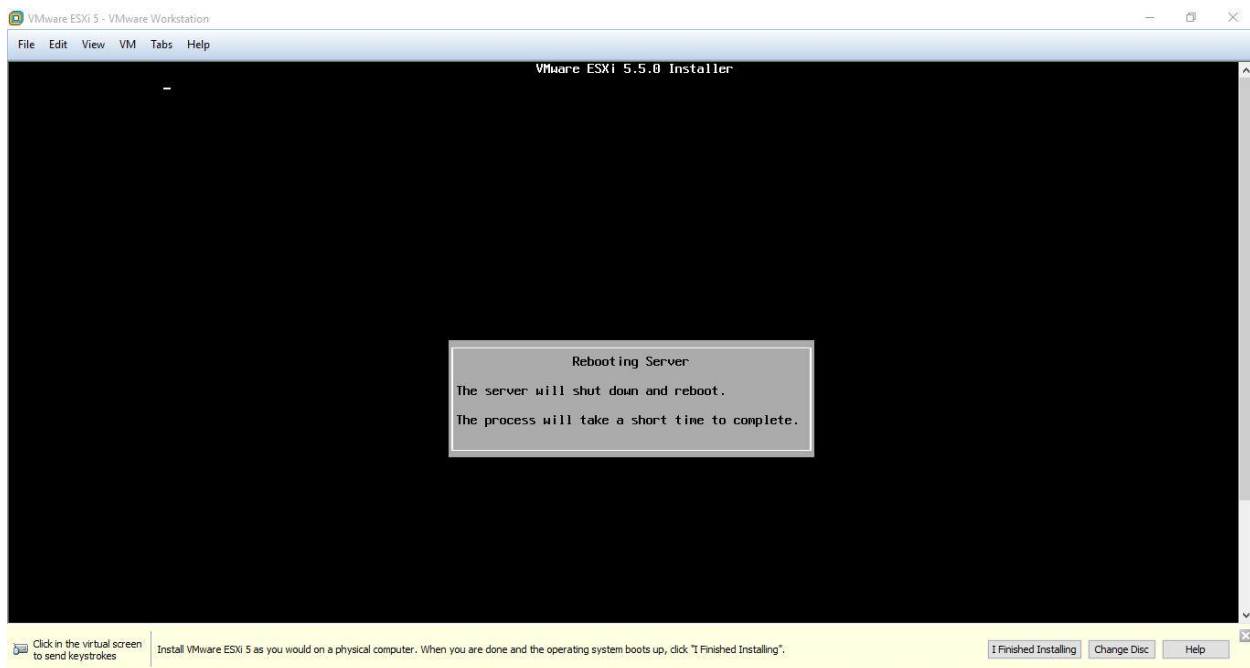 VMware ESXi 5 - VMware Workstation
File Edit View VM Tabs Help
VMware ESXi 5.5.0 Installer
Rebooting Server
The server will shut down and reboot.
The process will take a short time to complete.
Click in the virtual screen
to send keystrokes
Install VMware ESXi 5 as you would on a physical computer. When you are done and the operating system boots up, click "I Finished Installing".
I Finished Installing Change Disc Help